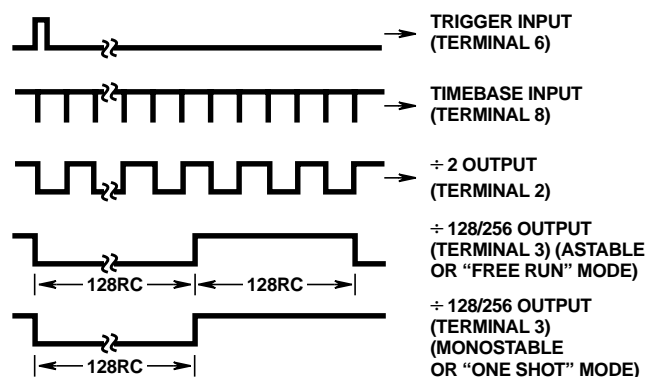 TRIGGER INPUT
(TERMINAL 6)
TIMEBASE INPUT
(TERMINAL 8)
÷ 2 OUTPUT
(TERMINAL 2)
÷ 128/256 OUTPUT
(TERMINAL 3) (ASTABLE
OR “FREE RUN” MODE)
128RC
128RC
÷ 128/256 OUTPUT
(TERMINAL 3)
(MONOSTABLE
OR “ONE SHOT” MODE)
128RC